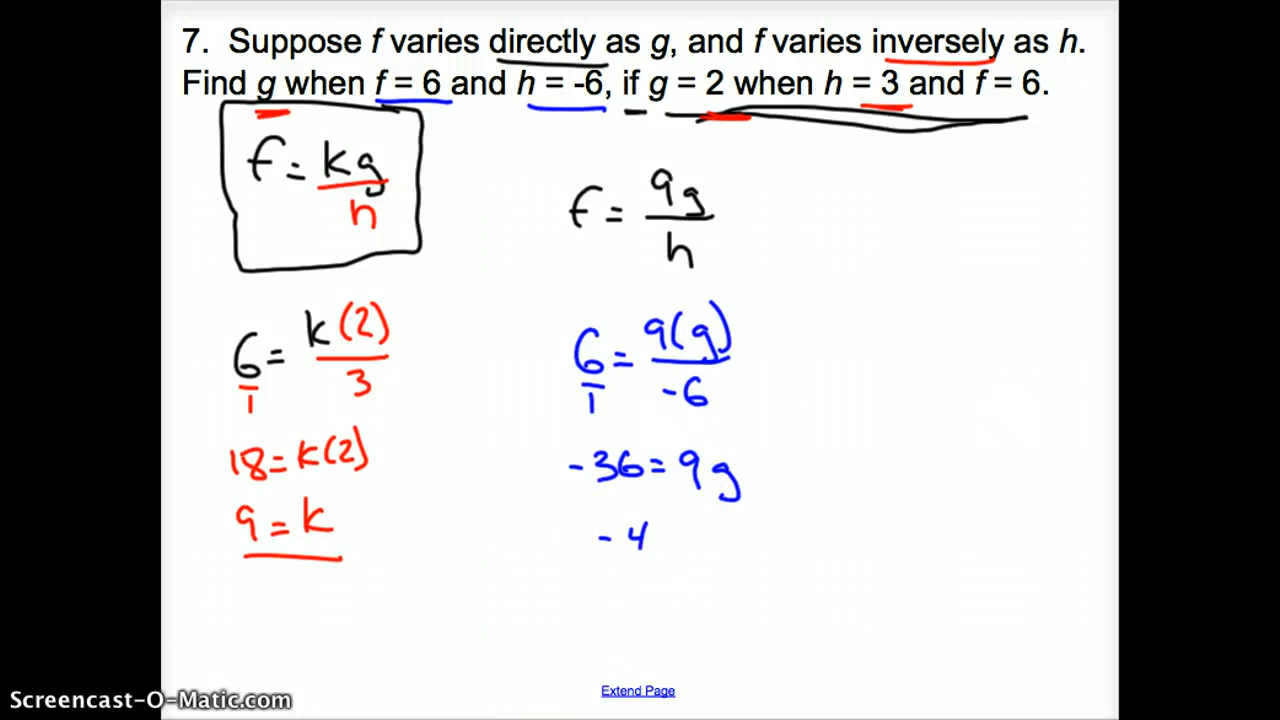 7. Suppose f varies directly as g, and f varies inversely as h.
Find g when f = 6 and h = -6, if g = 2 when h = 3 and f = 6.
f = kg
h
6 = k(2)
1 3
18 = k(2)
9 = k
f = 9g
h
6 = 9(g)
1 -6
-36 = 9g
-4
Extend Page
Screencast-O-Matic.com